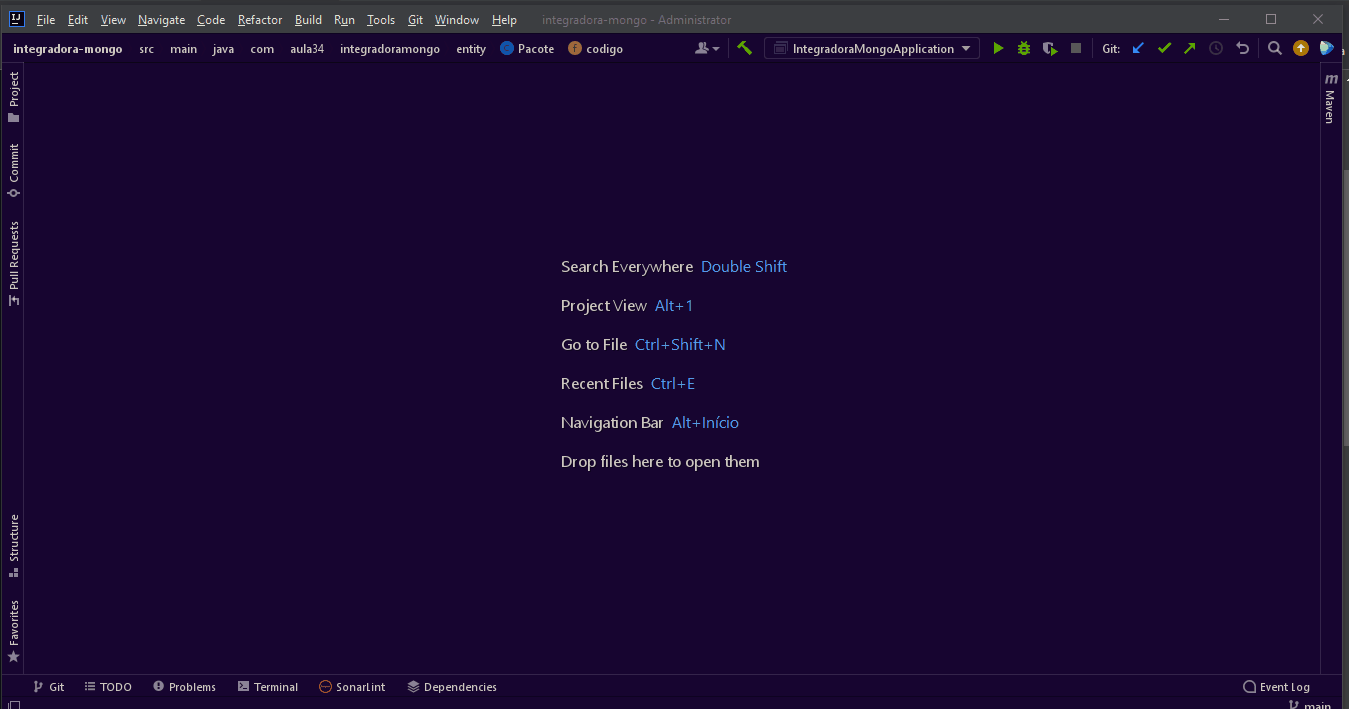 File Edit View Navigate Code Refactor Build Run Tools Git Window Help integradora-mongo - Administrator
integradora-mongo src main java com aula34 integradoramongo entity Pacote codigo IntegradoraMongoApplication Git:
Project
Commit
Pull Requests
Structure
Favorites
Maven
Search Everywhere Double Shift
Project View Alt+1
Go to File Ctrl+Shift+N
Recent Files Ctrl+E
Navigation Bar Alt+Início
Drop files here to open them
Git TODO Problems Terminal SonarLint Dependencies Event Log
main